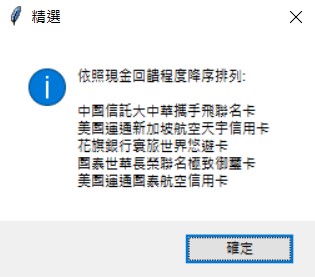 精選
依照現金回饋程度降序排列:
中國信託大中華攜手飛聯名卡
美國運通新加坡航空天宇信用卡
花旗銀行寰旅世界悠遊卡
國泰世華長榮聯名極致御璽卡
美國運通國泰航空信用卡
確定